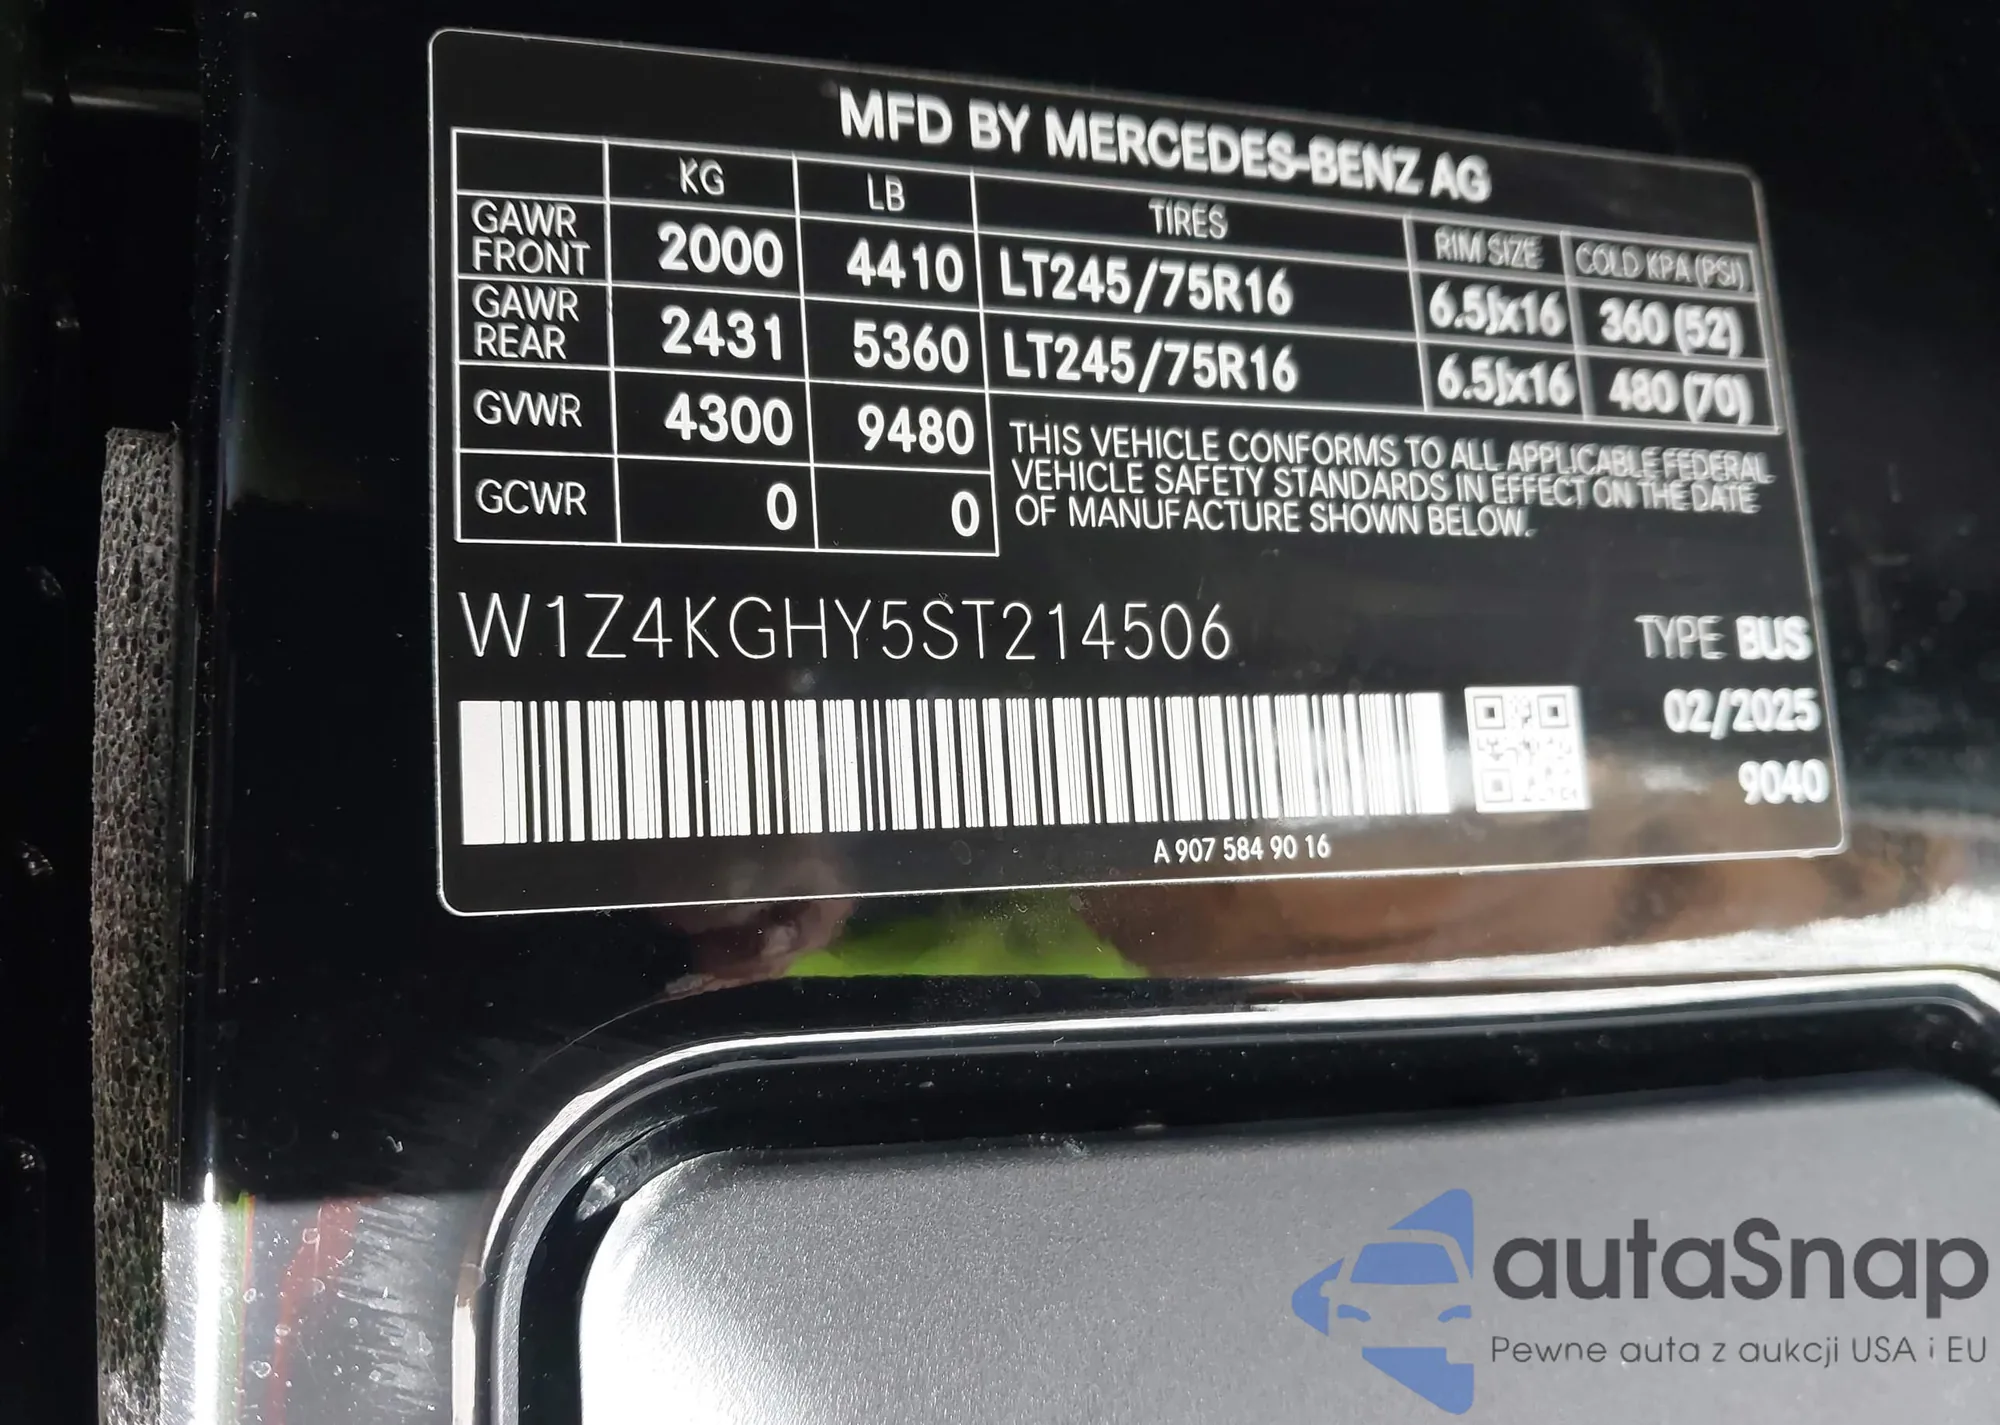 MFD BY MERCEDES-BENZ AG
KG LB TIRES RIM SIZE COLD KPA (PSI)
GAWR FRONT 2000 4410 LT245/75R16 6.5Jx16 360 (52)
GAWR REAR 2431 5360 LT245/75R16 6.5Jx16 480 (70)
GVWR 4300 9480
GCWR 0 0
THIS VEHICLE CONFORMS TO ALL APPLICABLE FEDERAL
VEHICLE SAFETY STANDARDS IN EFFECT ON THE DATE
OF MANUFACTURE SHOWN BELOW.
W1Z4KGHY5ST214506
TYPE BUS
02/2025
9040
A 907 584 90 16
autaSnap
Pewne auta z aukcji USA i EU